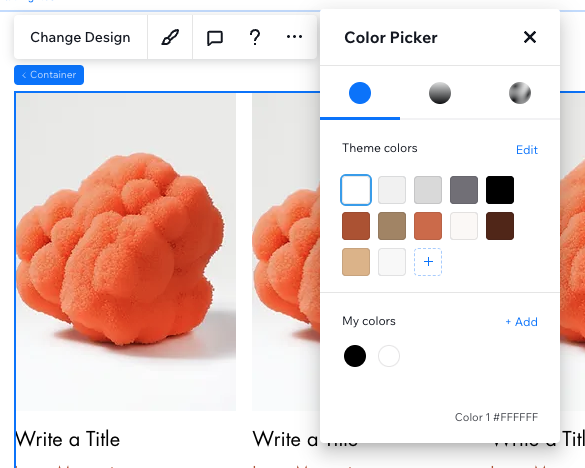 Change Design
?
Color Picker
< Container
Theme colors
Edit
+
My colors
+ Add
Color 1 #FFFFFF
Write a Title
Write a Title
Write a Titl